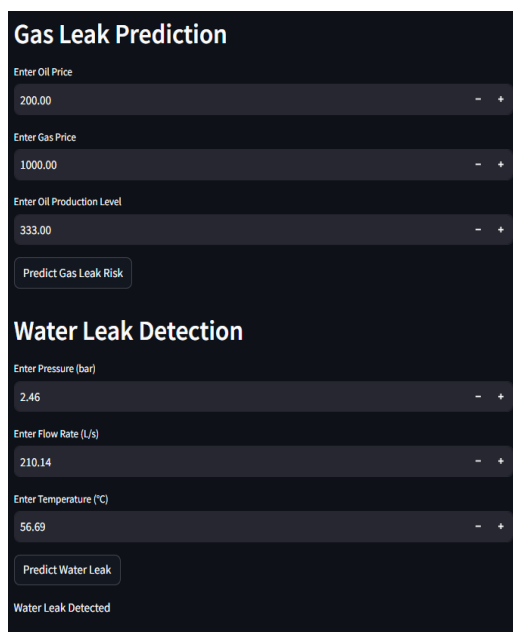 Gas Leak Prediction
Enter Oil Price
200.00 - +
Enter Gas Price
1000.00 - +
Enter Oil Production Level
333.00 - +
Predict Gas Leak Risk
Water Leak Detection
Enter Pressure (bar)
2.46 - +
Enter Flow Rate (L/s)
210.14 - +
Enter Temperature (°C)
56.69 - +
Predict Water Leak
Water Leak Detected